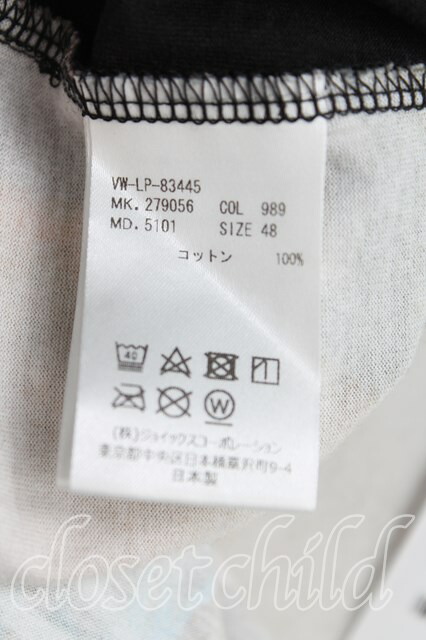 VW-LP-83445
MK. 279056 COL 989
MD. 5101 SIZE 48
コットン 100%
40
W
(株)ジョイックスコーポレーション
東京都中央区日本橋富沢町9-4
日本製
closet child